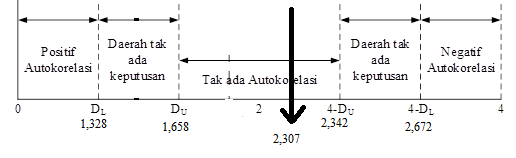 Positif
Autokorelasi
Daerah tak
ada
keputusan
Tak ada Autokorelasi
Daerah tak
ada
keputusan
Negatif
Autokorelasi
0
DL
DU
2
4-DU
4-DL
4
1,328
1,658
2,307
2,342
2,672